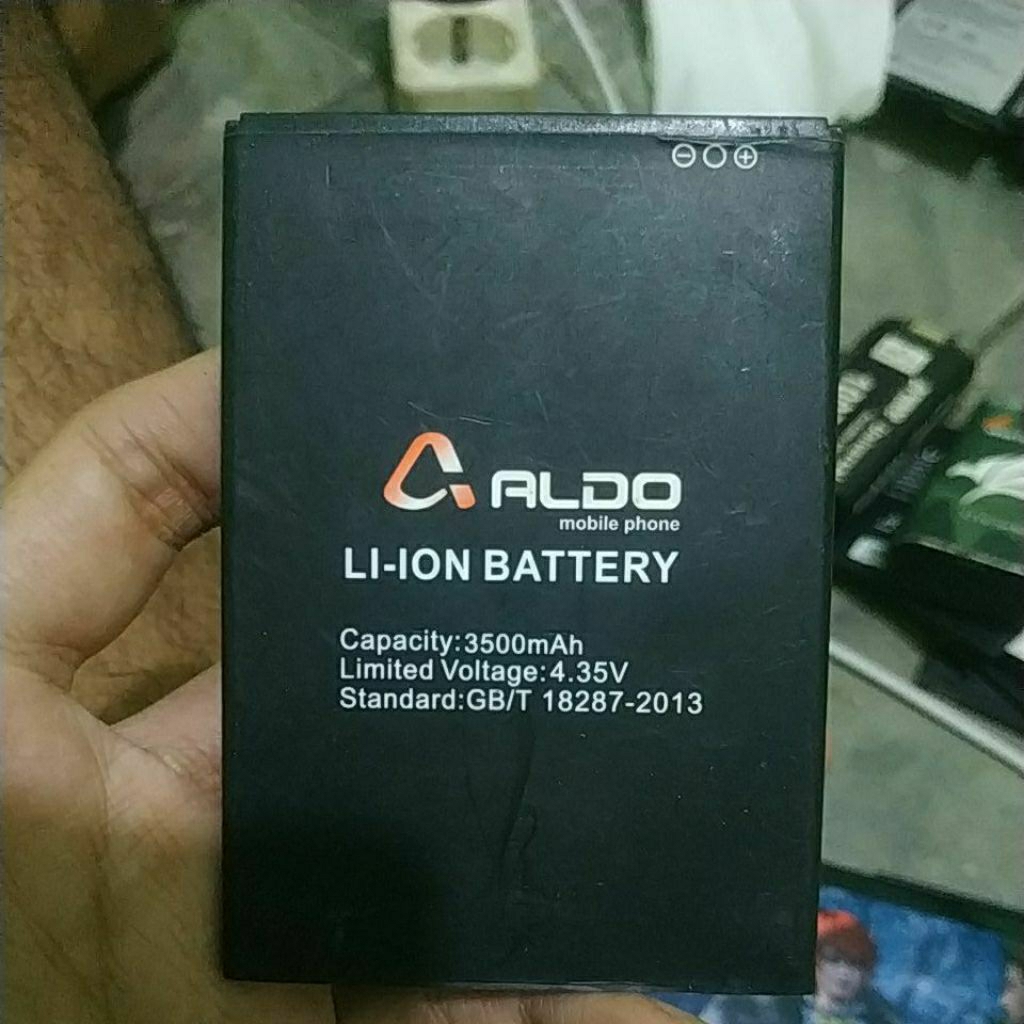 ALDO
mobile phone
LI-ION BATTERY
Capacity:3500mAh
Limited Voltage:4.35V
Standard:GB/T 18287-2013